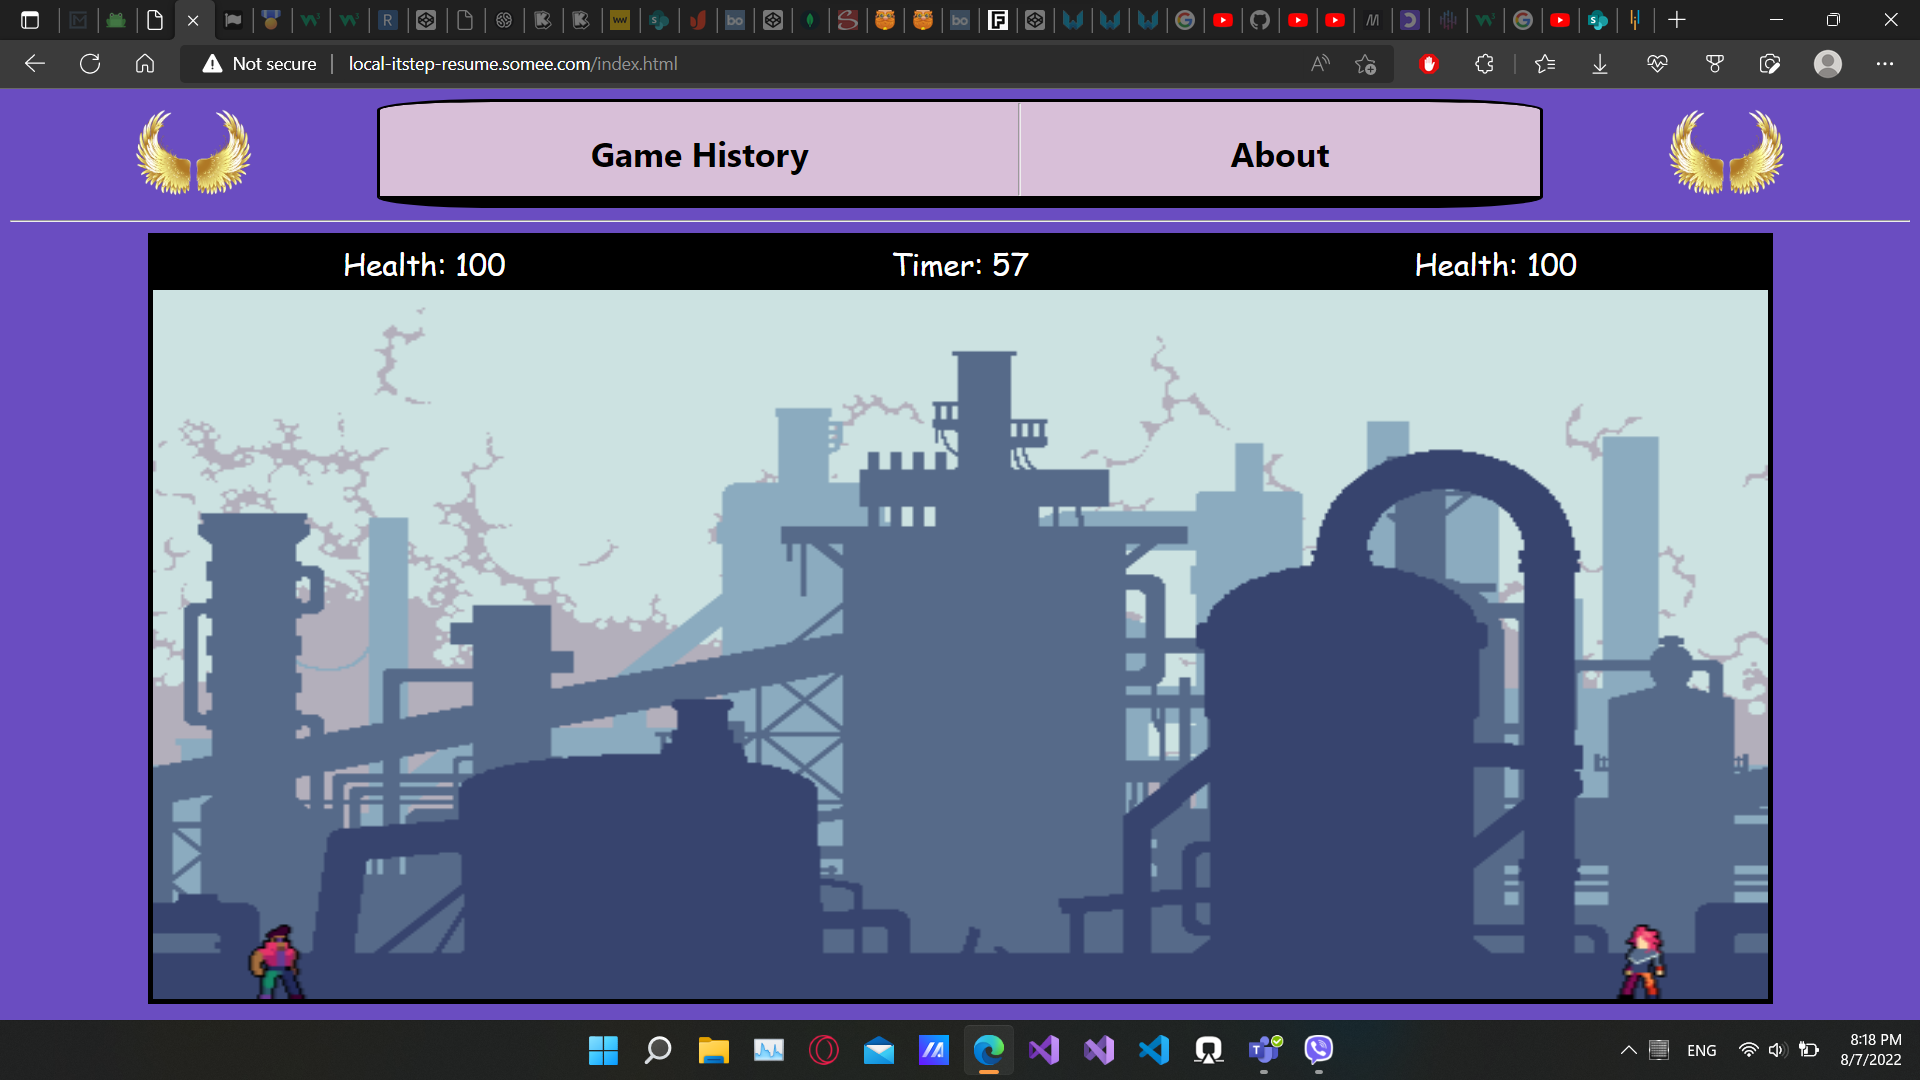 Not secure
local-itstep-resume.somee.com/index.html
Game History
About
Health: 100
Timer: 57
Health: 100
ENG
8:18 PM
8/7/2022